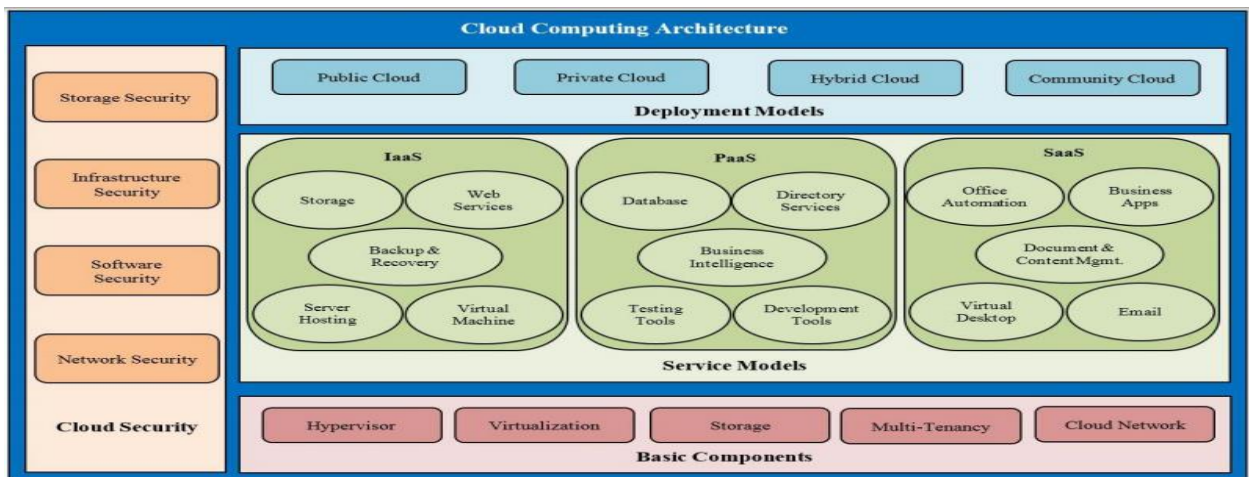 Cloud Computing Architecture
Storage Security
Infrastructure
Security
Software
Security
Network Security
Cloud Security
Public Cloud
Private Cloud
Hybrid Cloud
Community Cloud
Deployment Models
IaaS
Storage
Web
Services
Backup &
Recovery
Server
Hosting
Virtual
Machine
PaaS
Database
Directory
Services
Business
Intelligence
Testing
Tools
Development
Tools
SaaS
Office
Automation
Business
Apps
Document &
Content Mgmt.
Virtual
Desktop
Email
Service Models
Hypervisor
Virtualization
Storage
Multi-Tenancy
Cloud Network
Basic Components